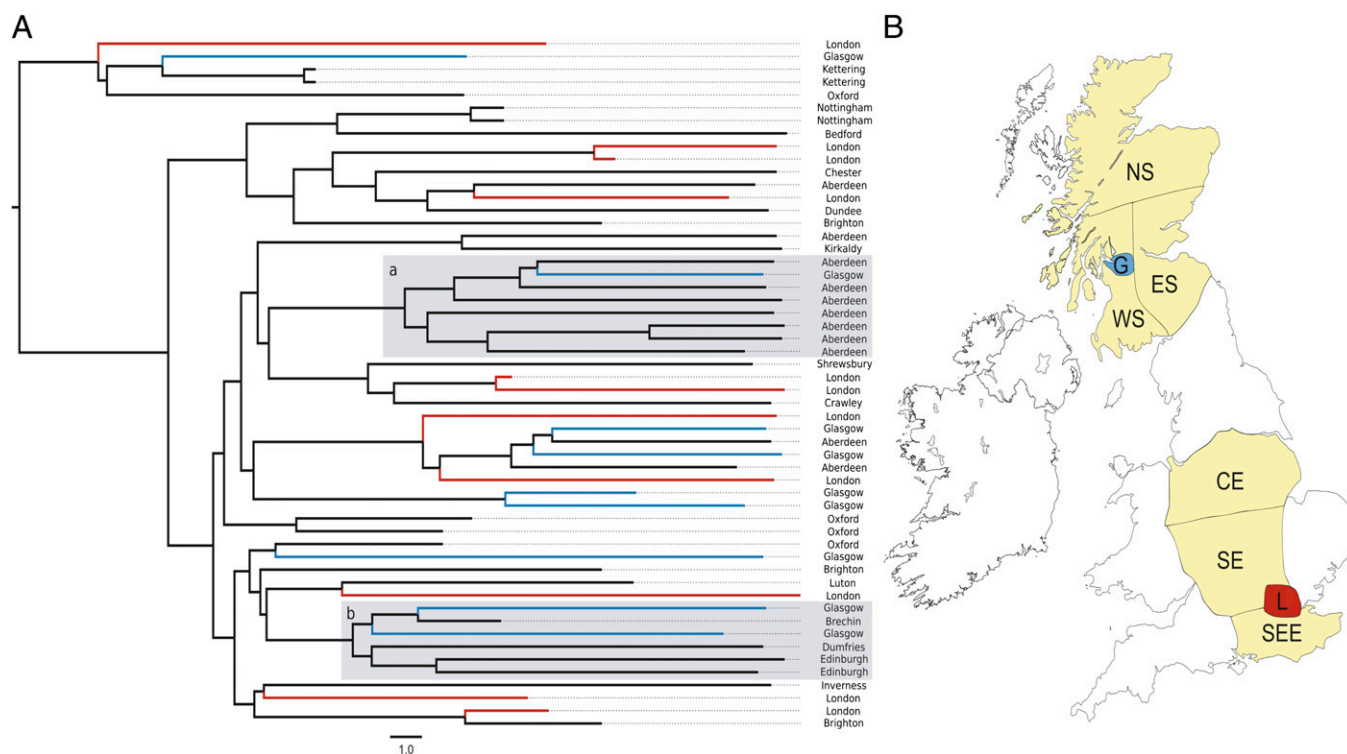 A
London
Glasgow
Kettering
Kettering
Oxford
Nottingham
Nottingham
Bedford
London
London
Chester
Aberdeen
London
Dundee
Brighton
Aberdeen
Kirkaldy
a
Aberdeen
Glasgow
Aberdeen
Aberdeen
Aberdeen
Aberdeen
Aberdeen
Aberdeen
Shrewsbury
London
London
Crawley
London
Glasgow
Aberdeen
Glasgow
Aberdeen
London
Glasgow
Glasgow
Oxford
Oxford
Oxford
Glasgow
Brighton
Luton
London
b
Glasgow
Brechin
Glasgow
Dumfries
Edinburgh
Edinburgh
Inverness
London
London
Brighton
1.0
B
NS
G
ES
WS
CE
SE
L
SEE